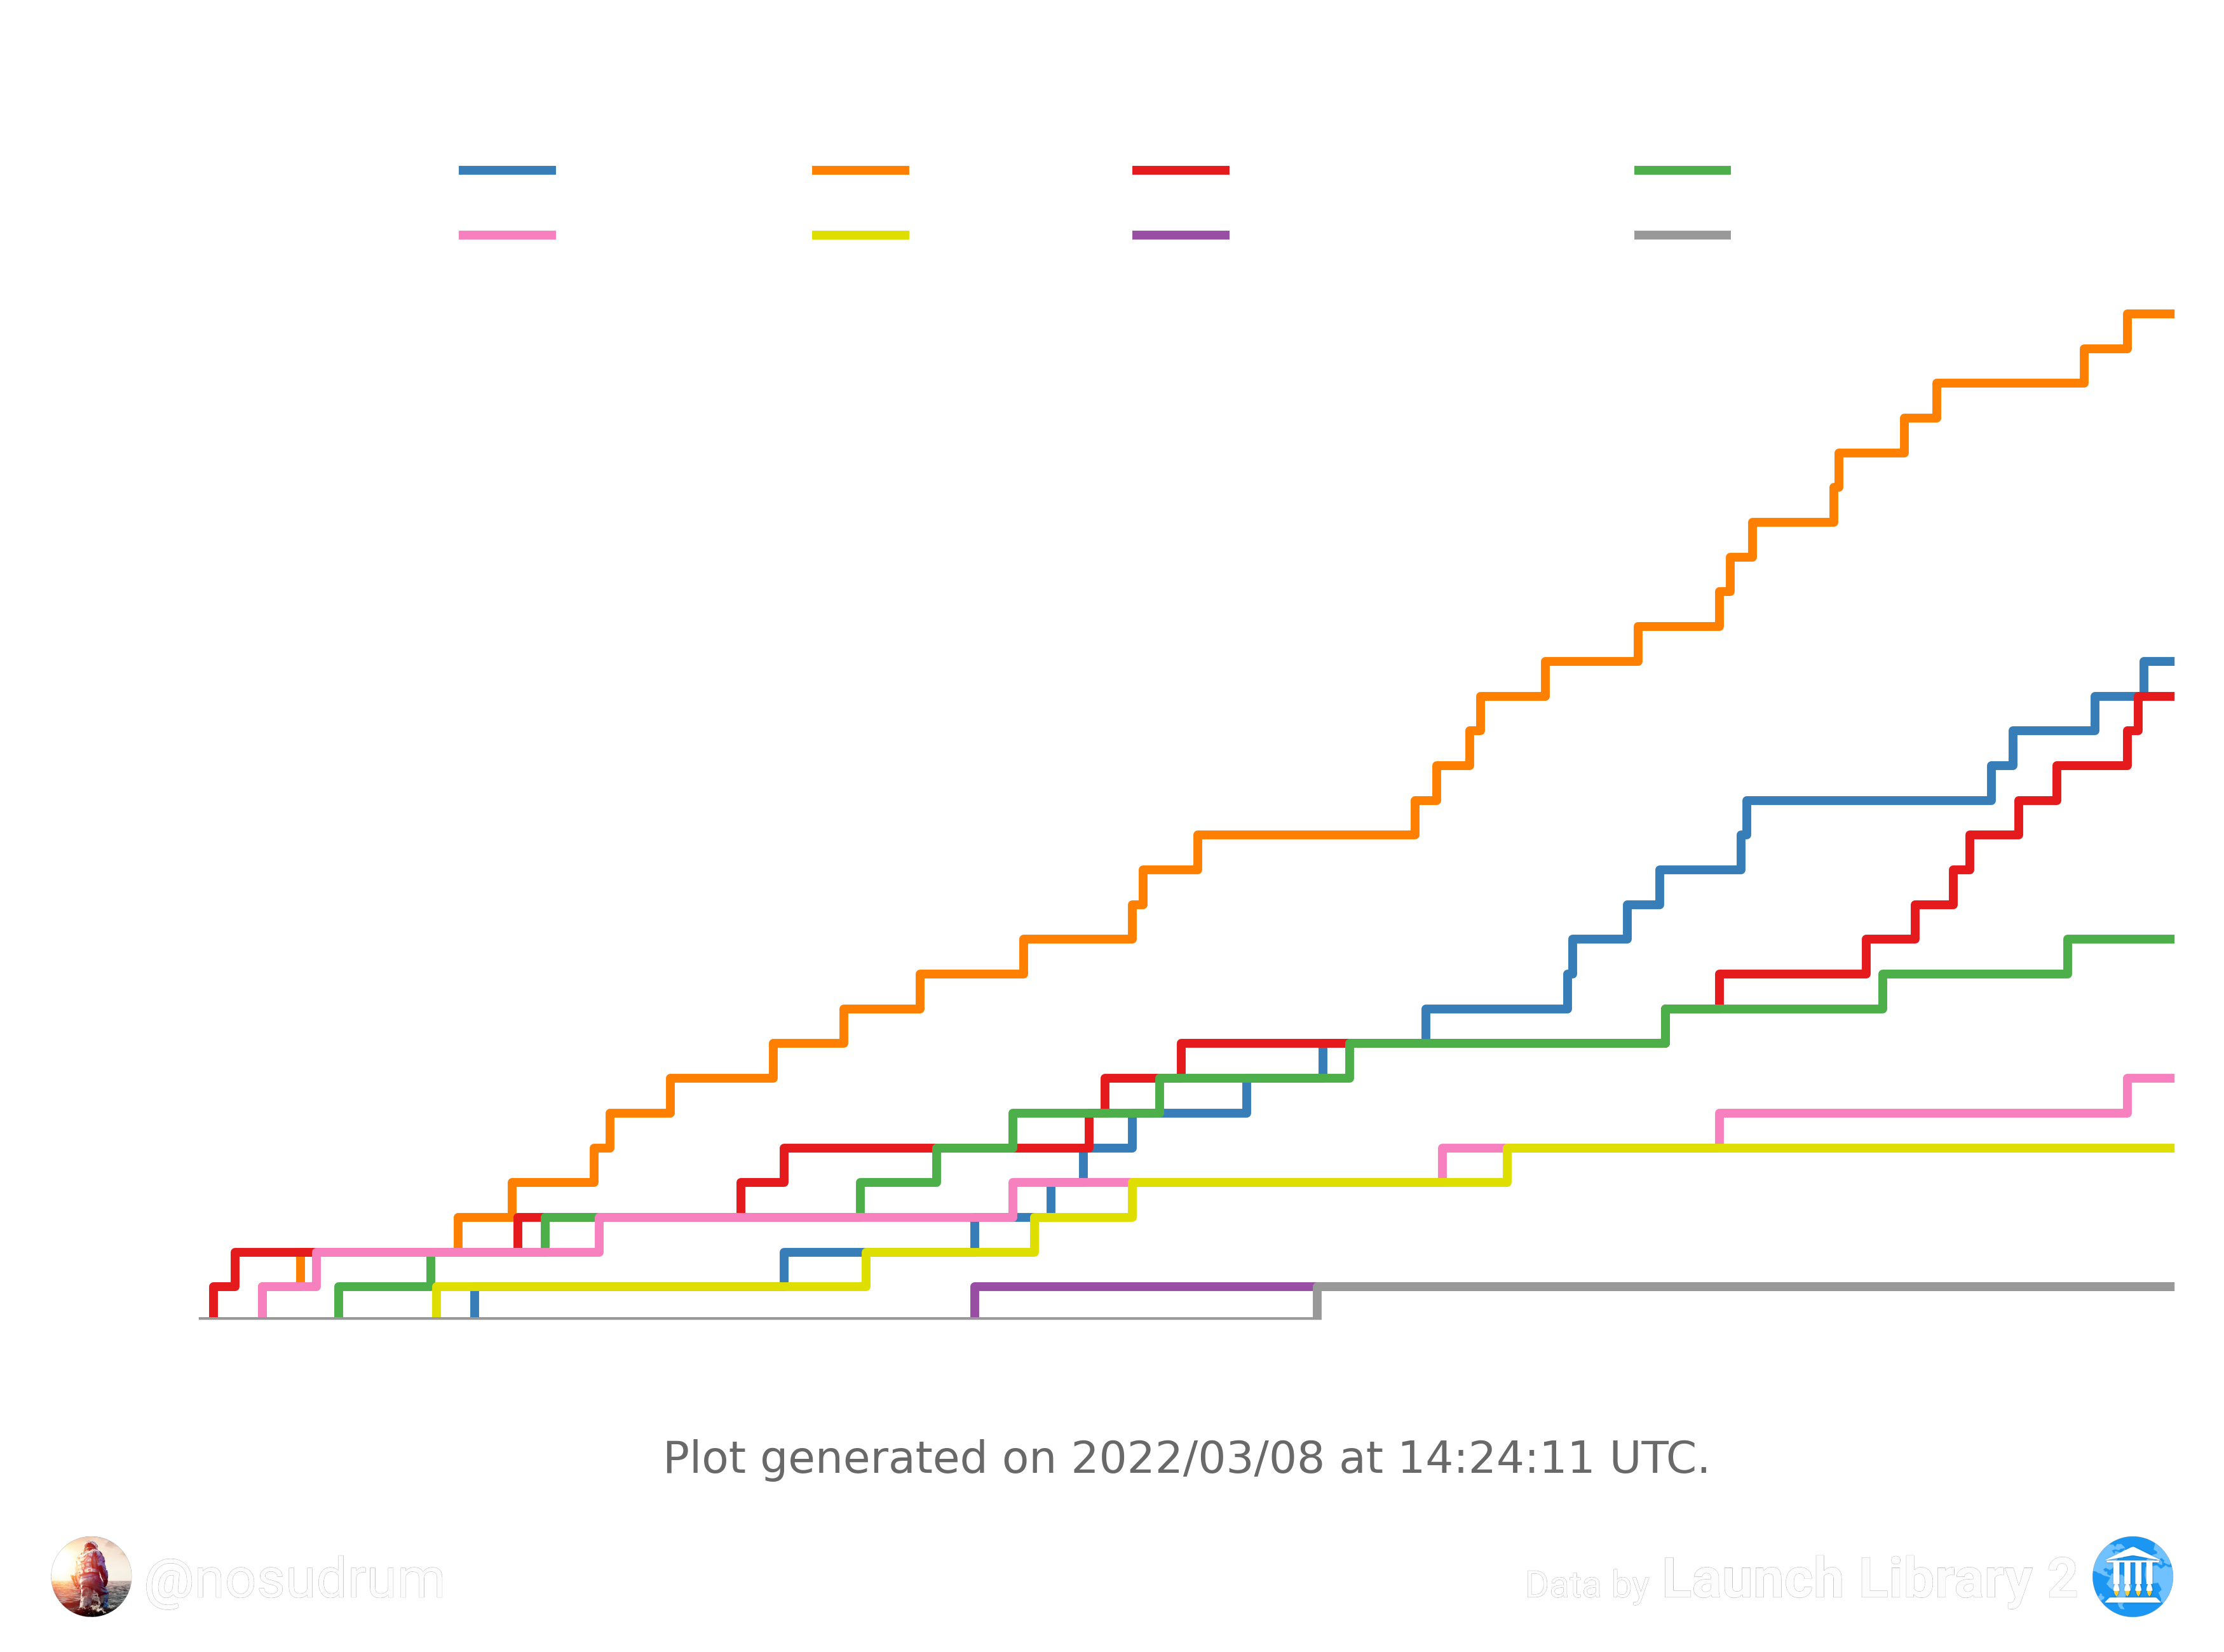 Plot generated on 2022/03/08 at 14:24:11 UTC.
@nosudrum
Data by Launch Library 2